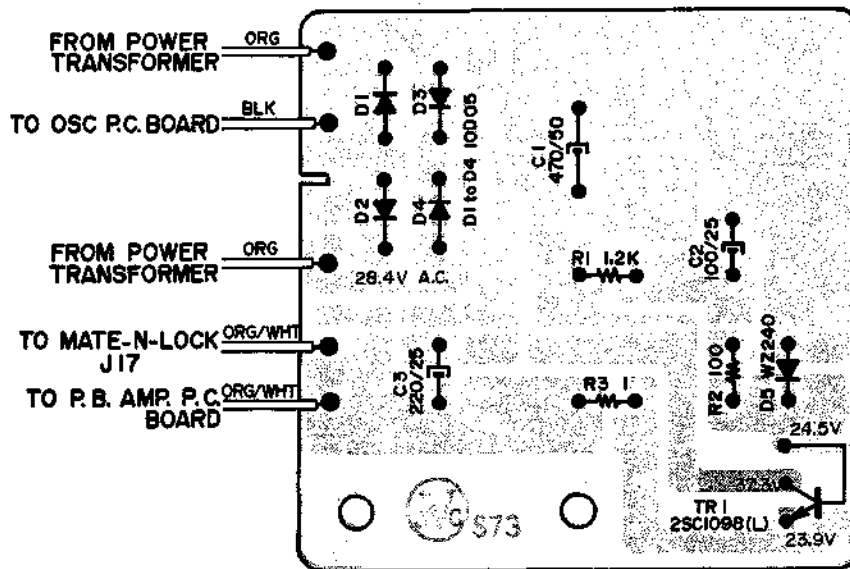 FROM POWER
TRANSFORMER
ORG
TO OSC P.C. BOARD
BLK
FROM POWER
TRANSFORMER
ORG
TO MATE-N-LOCK
J17
ORG/WHT
TO P.B. AMP. P.C.
BOARD
ORG/WHT
D1
D3
D2
D4
D1 to D4 10D05
28.4V A.C.
C1
470/50
R1 1.2K
C2
100/25
C3
220/25
R3 1
R2 100
D5 WZ240
24.5V
TR1
2SC1098(L)
23.9V
573